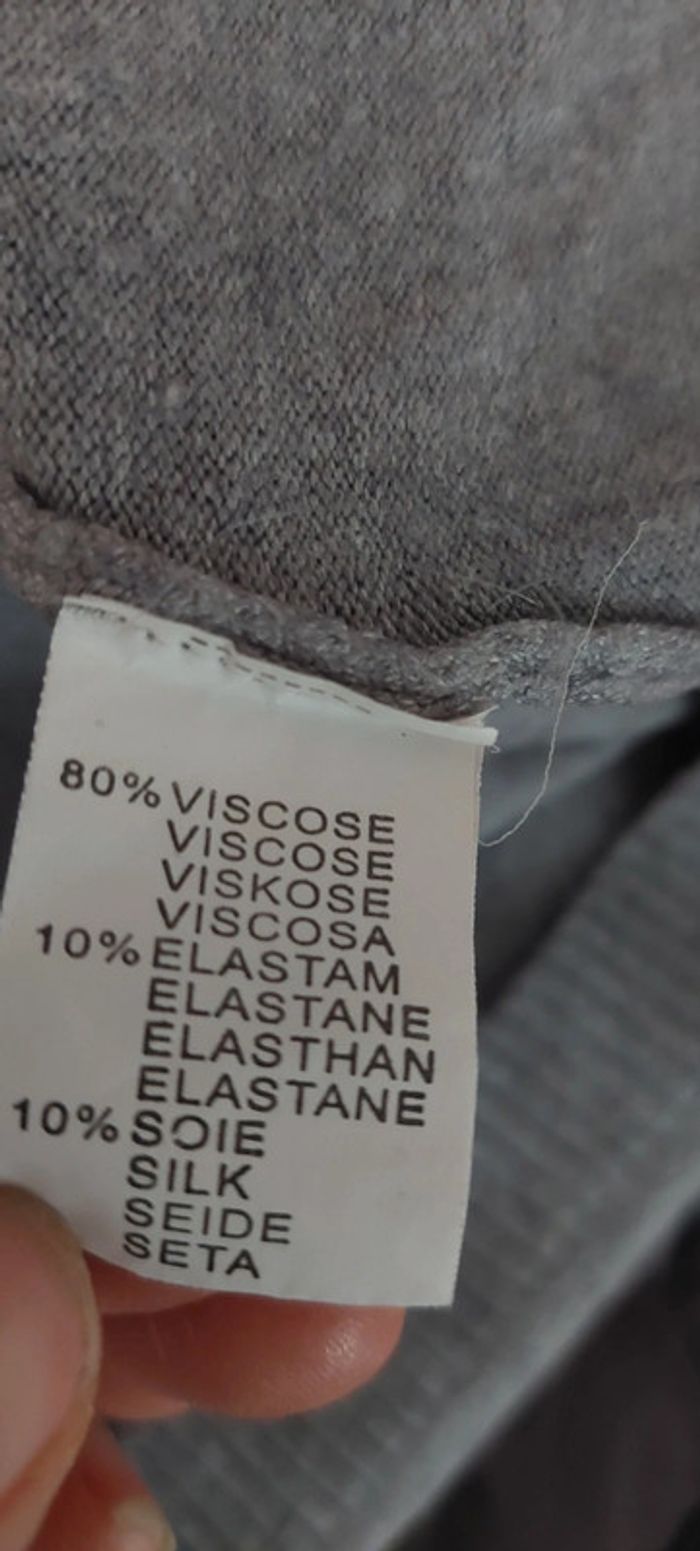 80% VISCOSE
VISCOSE
VISKOSE
VISCOSA
10% ELASTAM
ELASTANE
ELASTHAN
ELASTANE
10% SOIE
SILK
SEIDE
SETA